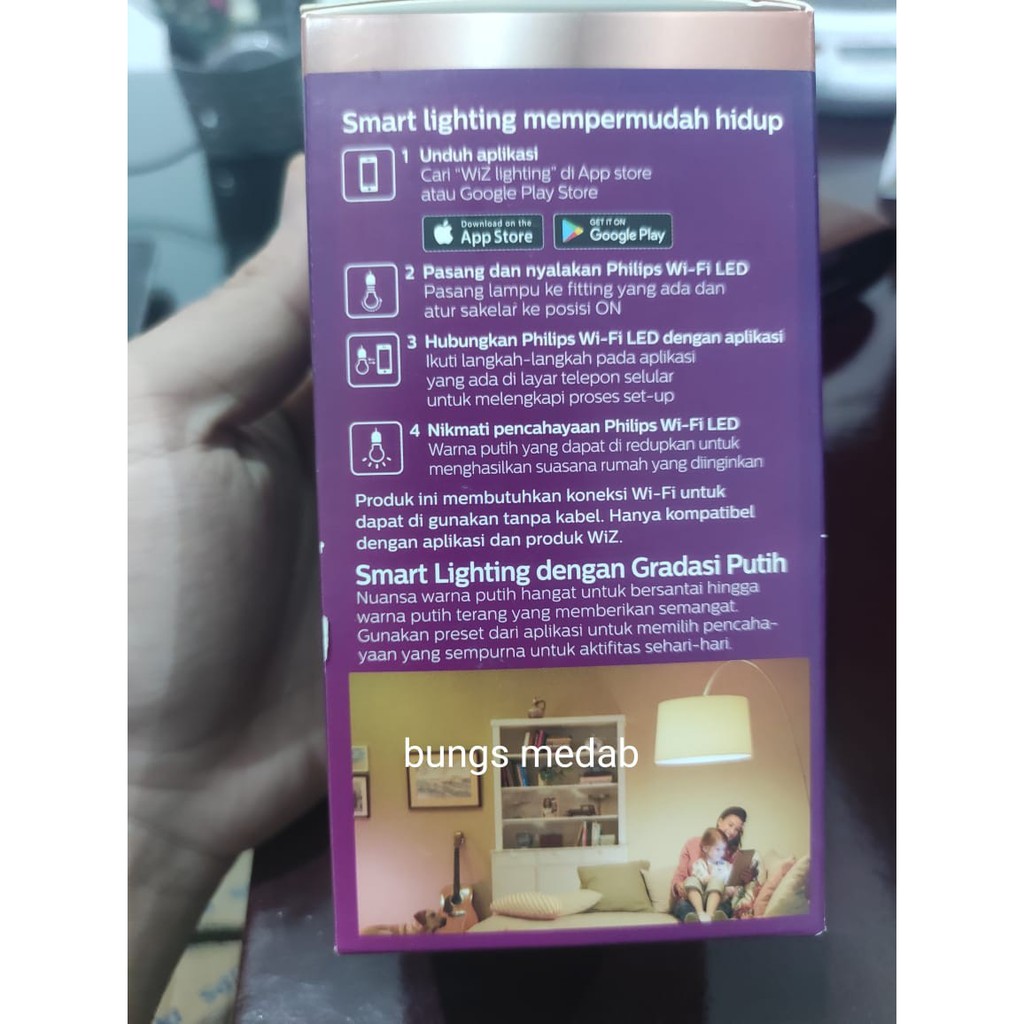 Smart lighting mempermudah hidup
1 Unduh aplikasi
Cari "WiZ lighting" di App store
atau Google Play Store
Download on the
App Store
GET IT ON
Google Play
2 Pasang dan nyalakan Philips Wi-Fi LED
Pasang lampu ke fitting yang ada dan
atur sakelar ke posisi ON
3 Hubungkan Philips Wi-Fi LED dengan aplikasi
Ikuti langkah-langkah pada aplikasi
yang ada di layar telepon selular
untuk melengkapi proses set-up
4 Nikmati pencahayaan Philips Wi-Fi LED
Warna putih yang dapat di redupkan untuk
menghasilkan suasana rumah yang diinginkan
Produk ini membutuhkan koneksi Wi-Fi untuk
dapat di gunakan tanpa kabel. Hanya kompatibel
dengan aplikasi dan produk WiZ.
Smart Lighting dengan Gradasi Putih
Nuansa warna putih hangat untuk bersantai hingga
warna putih terang yang memberikan semangat.
Gunakan preset dari aplikasi untuk memilih pencaha-
yaan yang sempurna untuk aktifitas sehari-hari.
bungs medab